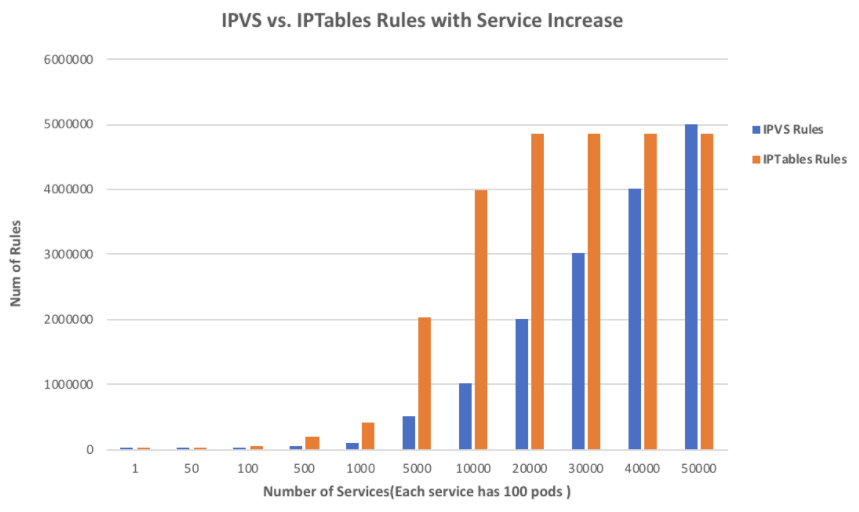 IPVS vs. IPTables Rules with Service Increase
6000000
5000000
4000000
3000000
2000000
1000000
0
Num of Rules
1 50 100 500 1000 5000 10000 20000 30000 40000 50000
Number of Services(Each service has 100 pods )
IPVS Rules
IPTables Rules